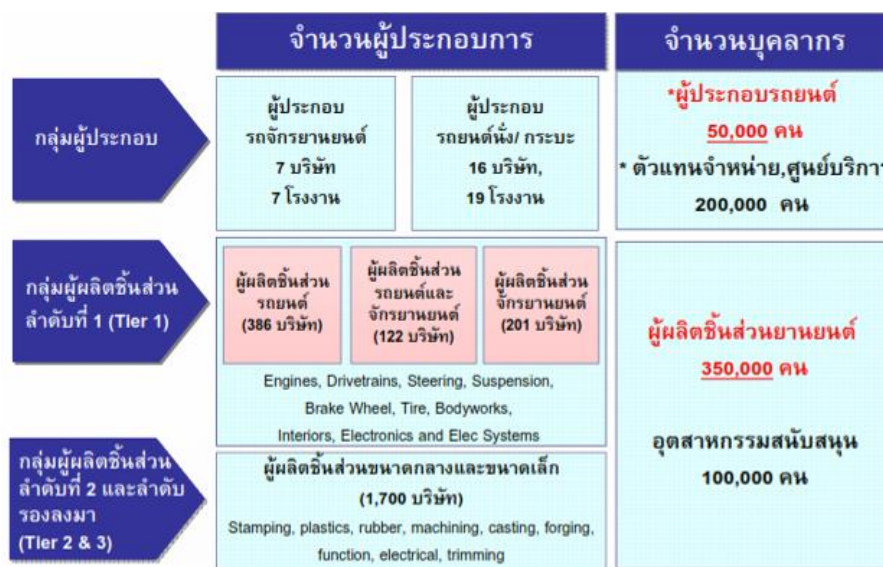 จำนวนผู้ประกอบการ
จำนวนบุคลากร
กลุ่มผู้ประกอบ
ผู้ประกอบ
รถจักรยานยนต์
7 บริษัท
7 โรงงาน
ผู้ประกอบ
รถยนต์นั่ง/ กระบะ
16 บริษัท,
19 โรงงาน
*ผู้ประกอบรถยนต์
50,000 คน
* ตัวแทนจำหน่าย,ศูนย์บริการ
200,000 คน
กลุ่มผู้ผลิตชิ้นส่วน
ลำดับที่ 1 (Tier 1)
ผู้ผลิตชิ้นส่วน
รถยนต์
(386 บริษัท)
ผู้ผลิตชิ้นส่วน
รถยนต์และ
จักรยานยนต์
(122 บริษัท)
ผู้ผลิตชิ้นส่วน
จักรยานยนต์
(201 บริษัท)
Engines, Drivetrains, Steering, Suspension,
Brake Wheel, Tire, Bodyworks,
Interiors, Electronics and Elec Systems
ผู้ผลิตชิ้นส่วนยานยนต์
350,000 คน
อุตสาหกรรมสนับสนุน
100,000 คน
กลุ่มผู้ผลิตชิ้นส่วน
ลำดับที่ 2 และลำดับ
รองลงมา
(Tier 2 & 3)
ผู้ผลิตชิ้นส่วนขนาดกลางและขนาดเล็ก
(1,700 บริษัท)
Stamping, plastics, rubber, machining, casting, forging,
function, electrical, trimming